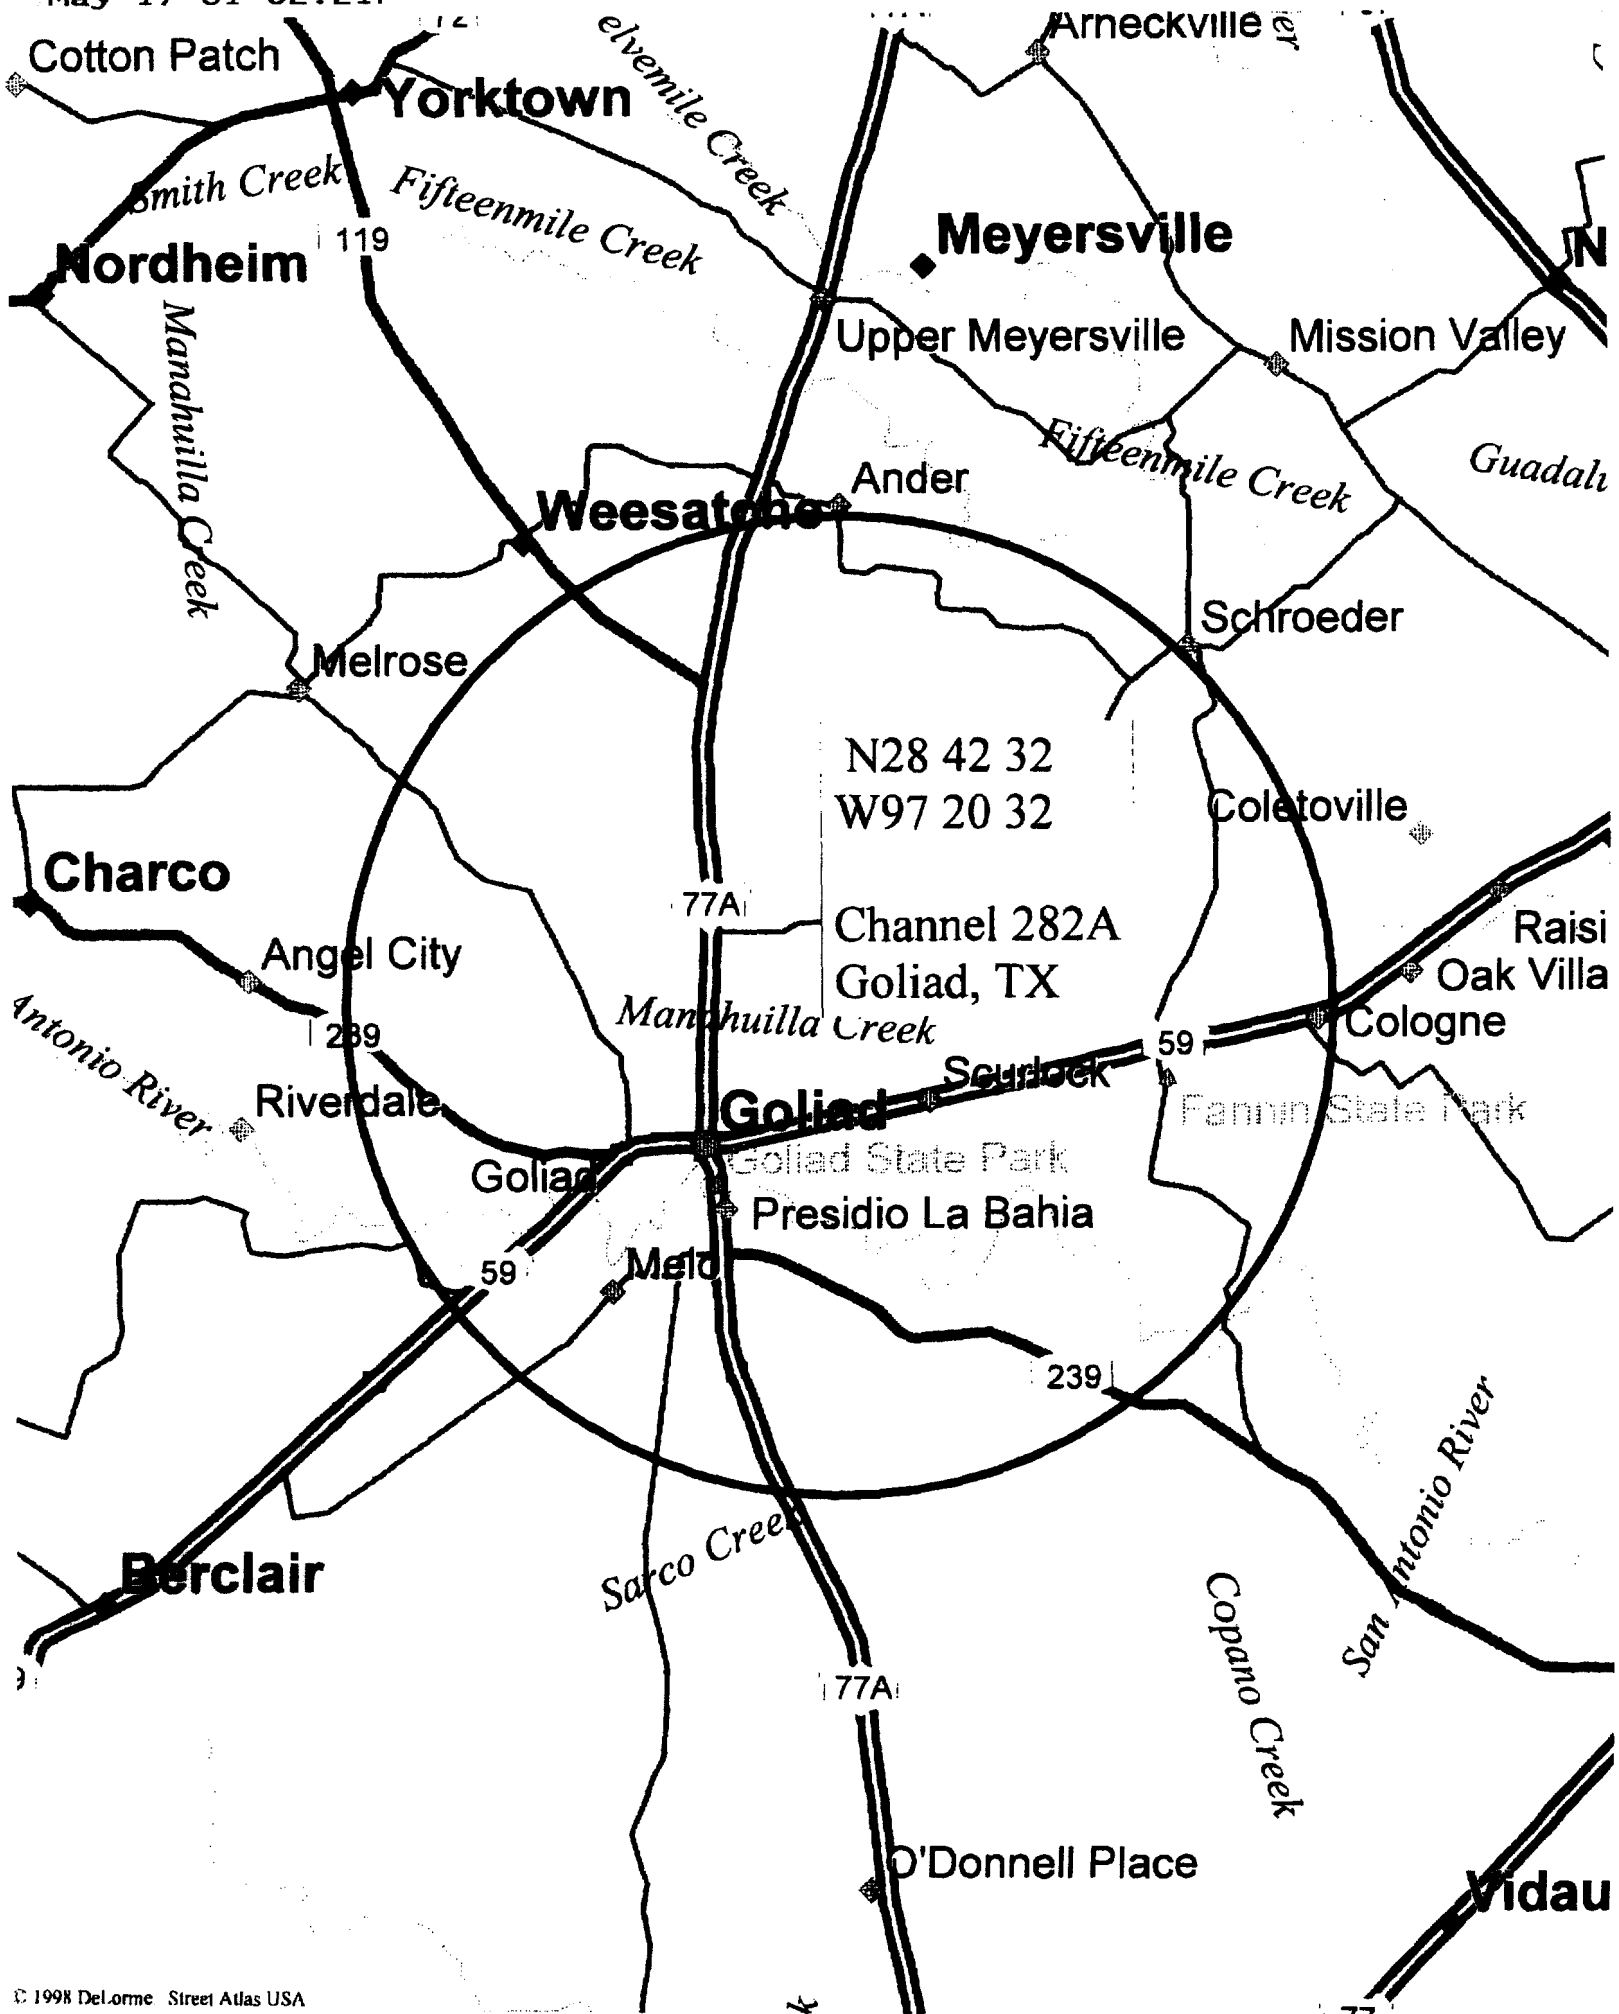 Arneckville
Cotton Patch
Yorktown
Creek
Smith Creek
Fifteenmile Creek
Meyersville
119
Nordheim
Manahuilla Creek
Upper Meyersville
Mission Valley
Fifteenmile Creek
Ander
Weesatche
Schroeder
Melrose
N28 42 32
W97 20 32
Coletoville
Charco
77A
Channel 282A
Goliad, TX
Angel City
Manahuilla Creek
Oak Villa
Cologne
239
59
Antonio River
Riverdale
Scurlock
Goliad
Fannin State Park
Goliad State Park
Goliad
Presidio La Bahia
59
239
Sarco Creek
Berclair
San Antonio River
Copano Creek
77A
O'Donnell Place
Vidau
© 1998 DeLorme Street Atlas USA